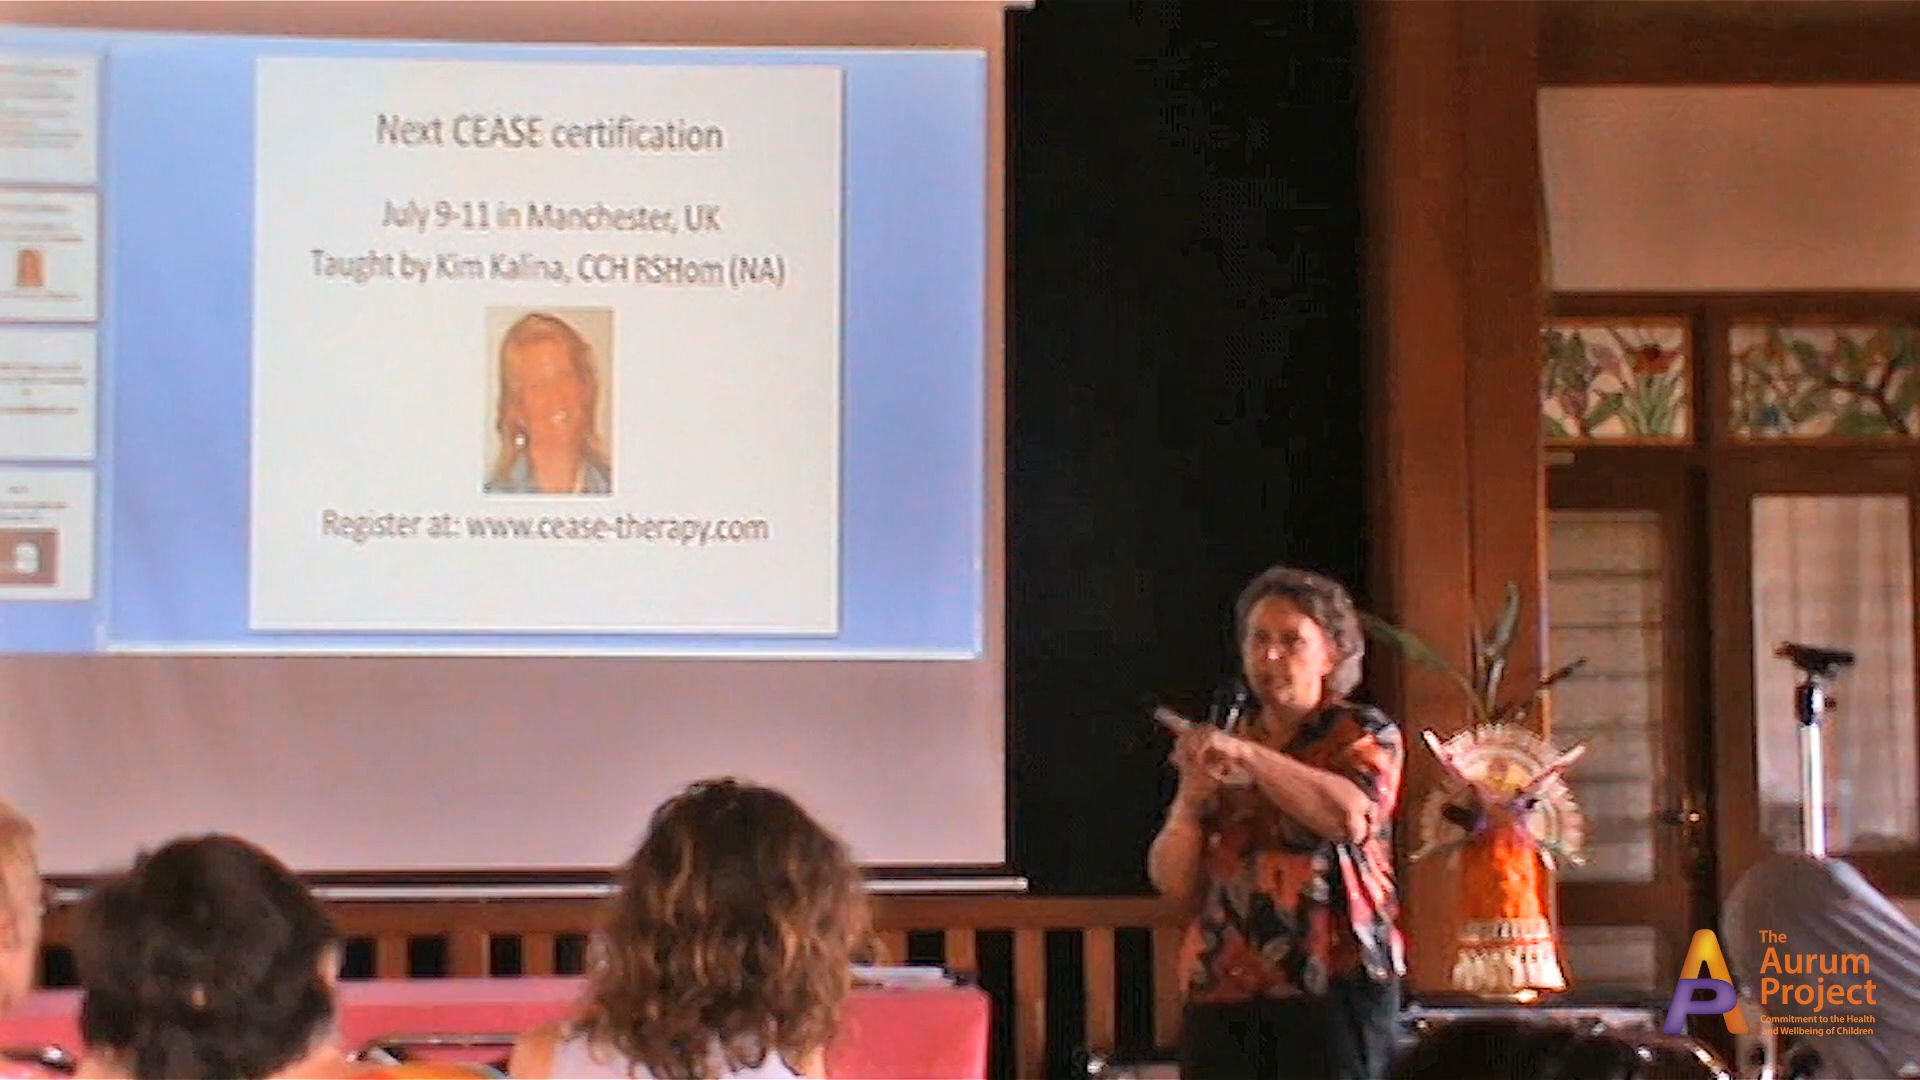 Next CEASE certification
July 9-11 in Manchester, UK
Taught by Kim Kalina, CCH RSHom (NA)
Register at: www.cease-therapy.com
The
Aurum
Project
Commitment to the Health
and Wellbeing of Children